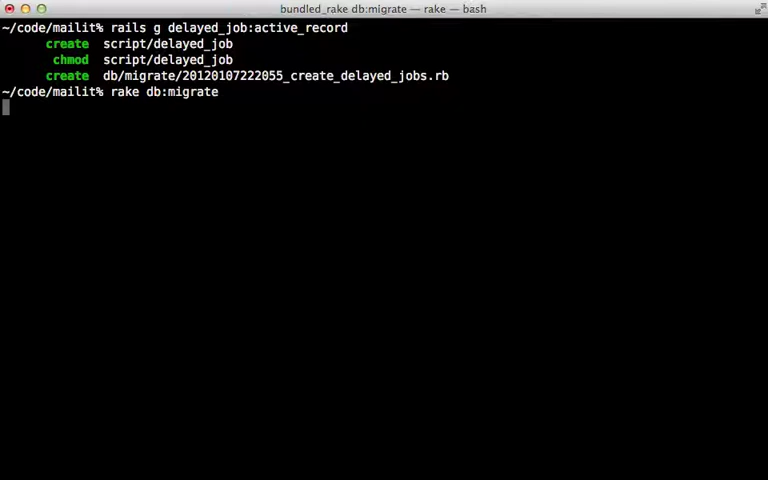 bundled_rake db:migrate — rake — bash
~/code/mailit% rails g delayed_job:active_record
create script/delayed_job
chmod script/delayed_job
create db/migrate/20120107222055_create_delayed_jobs.rb
~/code/mailit% rake db:migrate